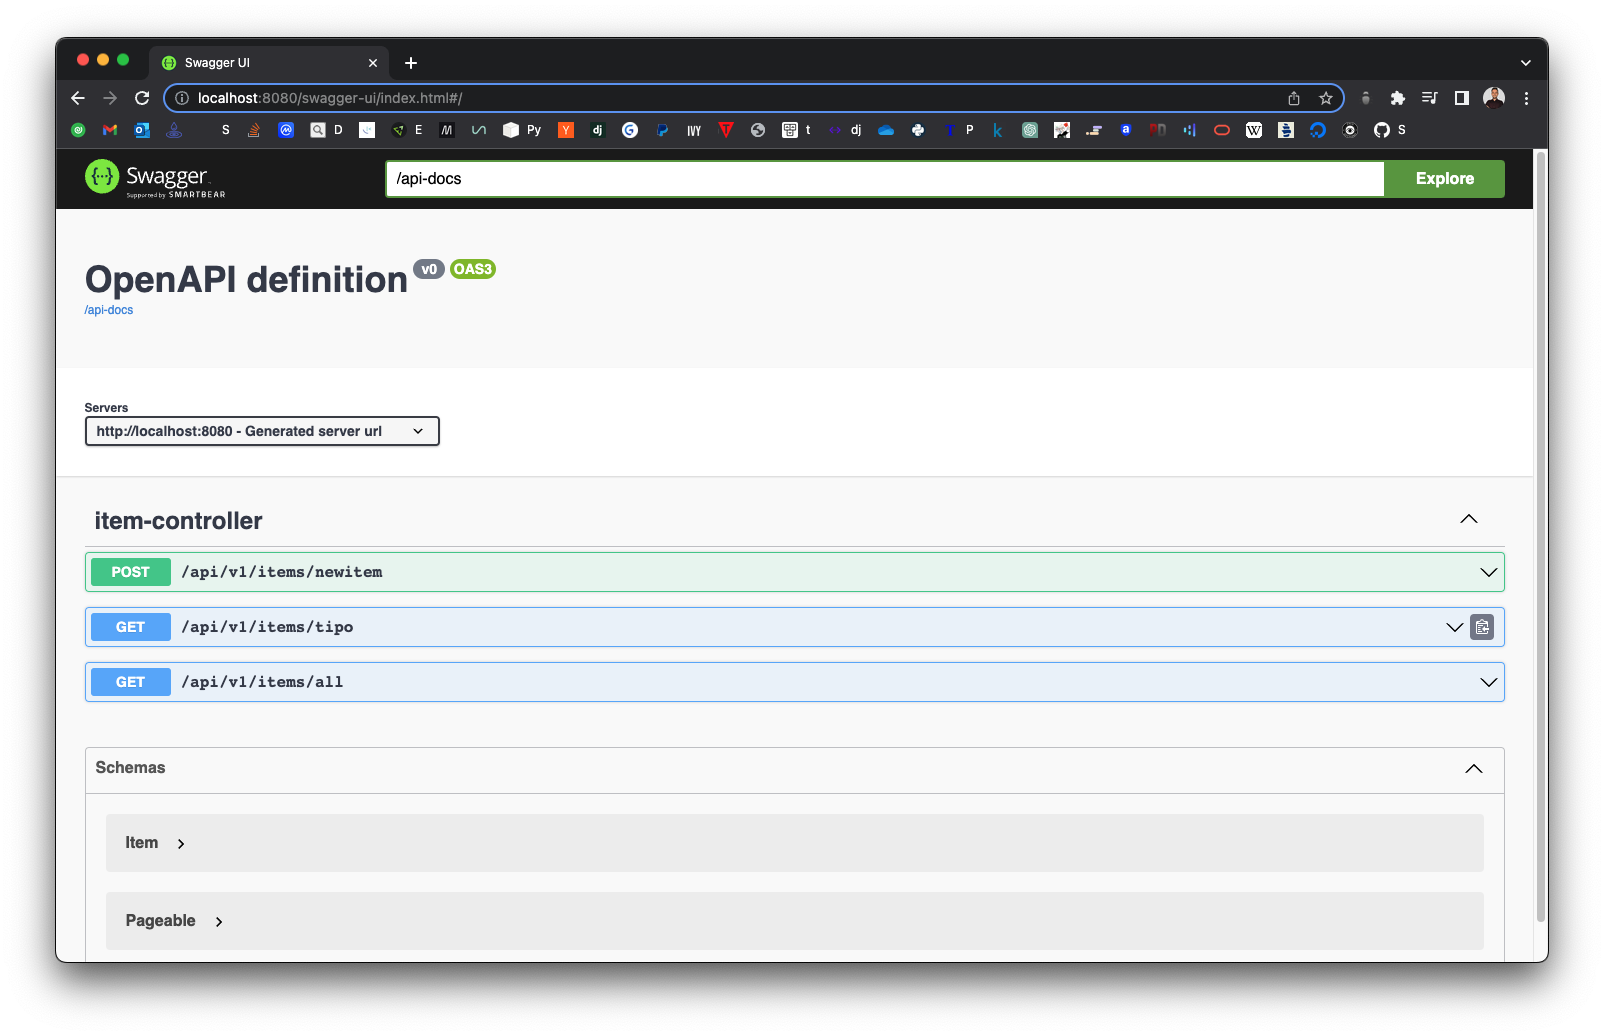 Swagger UI
localhost:8080/swagger-ui/index.html#/
S D E M Py Y dj G IVY T t dj T P k a D W S
{··} Swagger
Supported by SMARTBEAR
/api-docs
Explore
OpenAPI definition v0 OAS3
/api-docs
Servers
http://localhost:8080 - Generated server url
item-controller
POST /api/v1/items/newitem
GET /api/v1/items/tipo
GET /api/v1/items/all
Schemas
Item
Pageable